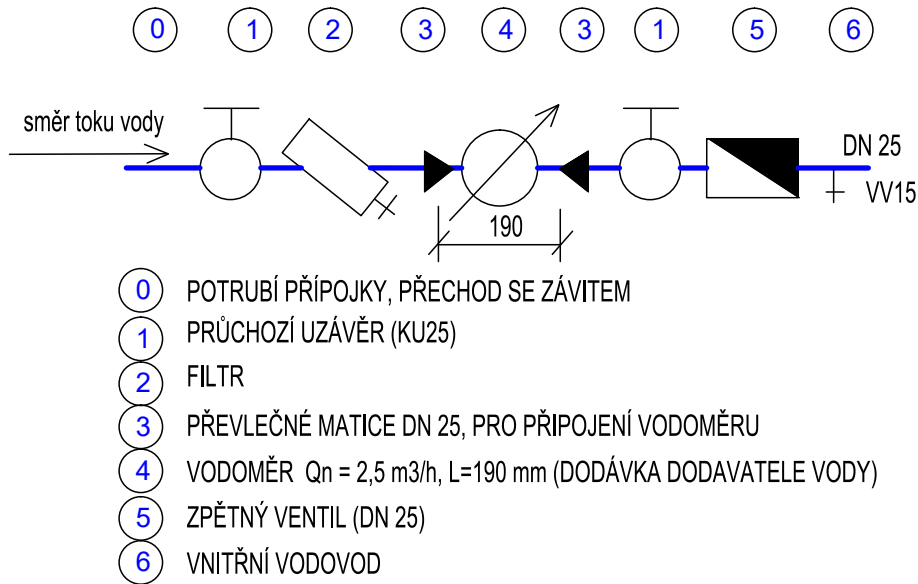 0 1 2 3 4 3 1 5 6
směr toku vody
DN 25
VV15
190
0 POTRUBÍ PŘÍPOJKY, PŘECHOD SE ZÁVITEM
1 PRŮCHOZÍ UZÁVĚR (KU25)
2 FILTR
3 PŘEVLEČNÉ MATICE DN 25, PRO PŘIPOJENÍ VODOMĚRU
4 VODOMĚR Qn = 2,5 m3/h, L=190 mm (DODÁVKA DODAVATELE VODY)
5 ZPĚTNÝ VENTIL (DN 25)
6 VNITŘNÍ VODOVOD